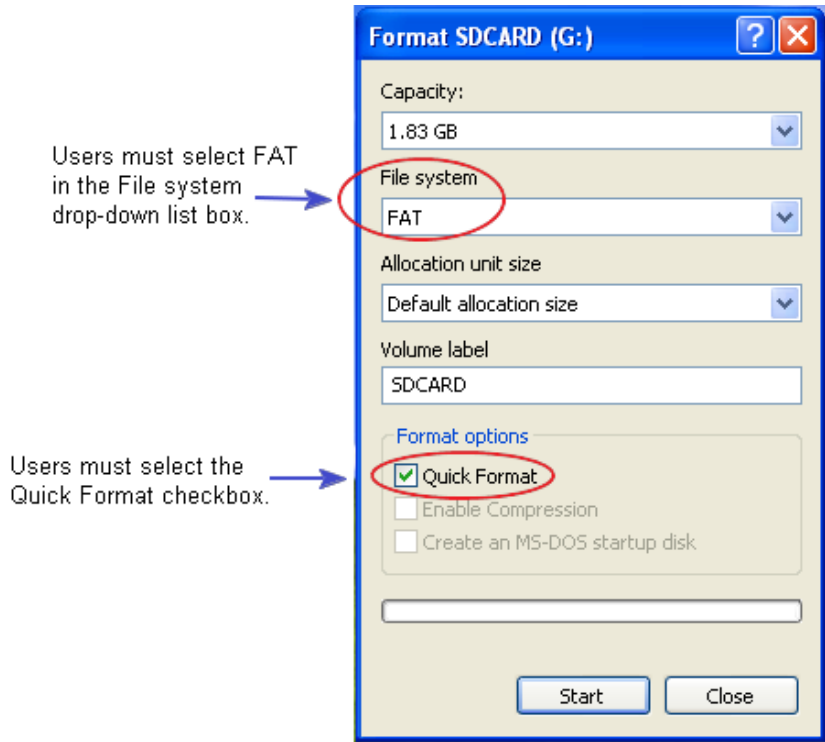 Format SDCARD (G:)
Capacity:
1.83 GB
Users must select FAT
in the File system
drop-down list box.
File system
FAT
Allocation unit size
Default allocation size
Volume label
SDCARD
Format options
Users must select the
Quick Format checkbox.
Quick Format
Enable Compression
Create an MS-DOS startup disk
Start
Close